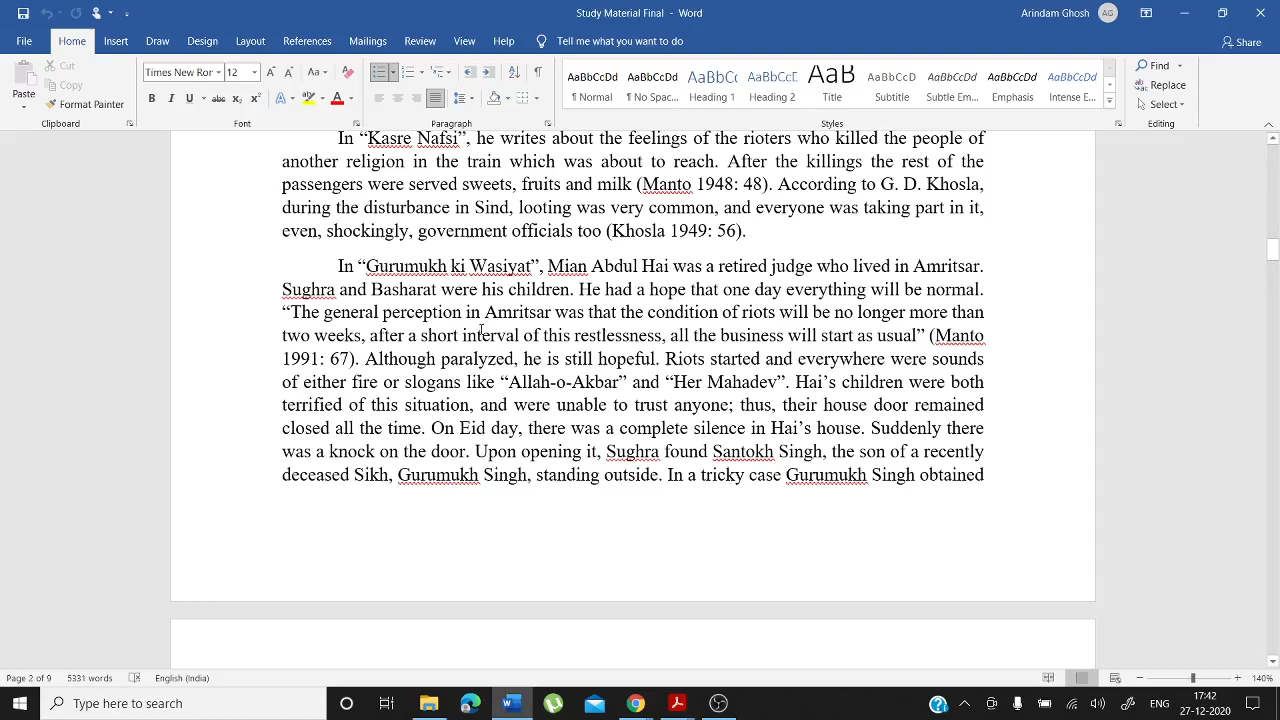 Study Material Final - Word
Arindam Ghosh
AG
File Home Insert Draw Design Layout References Mailings Review View Help Tell me what you want to do
Share
Paste
Cut
Copy
Format Painter
Clipboard
Times New Ror 12
Font
Paragraph
AaBbCcDd AaBbCcDd AaBbCc AaBbCcE AaB AaBbCcD AaBbCcDd AaBbCcDd AaBbCcDd
¶ Normal ¶ No Spac... Heading 1 Heading 2 Title Subtitle Subtle Em... Emphasis Intense E...
Styles
Find
Replace
Select
Editing
In “Kasre Nafsi”, he writes about the feelings of the rioters who killed the people of
another religion in the train which was about to reach. After the killings the rest of the
passengers were served sweets, fruits and milk (Manto 1948: 48). According to G. D. Khosla,
during the disturbance in Sind, looting was very common, and everyone was taking part in it,
even, shockingly, government officials too (Khosla 1949: 56).
In “Gurumukh ki Wasiyat”, Mian Abdul Hai was a retired judge who lived in Amritsar.
Sughra and Basharat were his children. He had a hope that one day everything will be normal.
“The general perception in Amritsar was that the condition of riots will be no longer more than
two weeks, after a short interval of this restlessness, all the business will start as usual” (Manto
1991: 67). Although paralyzed, he is still hopeful. Riots started and everywhere were sounds
of either fire or slogans like “Allah-o-Akbar” and “Her Mahadev”. Hai’s children were both
terrified of this situation, and were unable to trust anyone; thus, their house door remained
closed all the time. On Eid day, there was a complete silence in Hai’s house. Suddenly there
was a knock on the door. Upon opening it, Sughra found Santokh Singh, the son of a recently
deceased Sikh, Gurumukh Singh, standing outside. In a tricky case Gurumukh Singh obtained
Page 2 of 9 5331 words English (India)
140%
Type here to search
ENG
17:42
27-12-2020